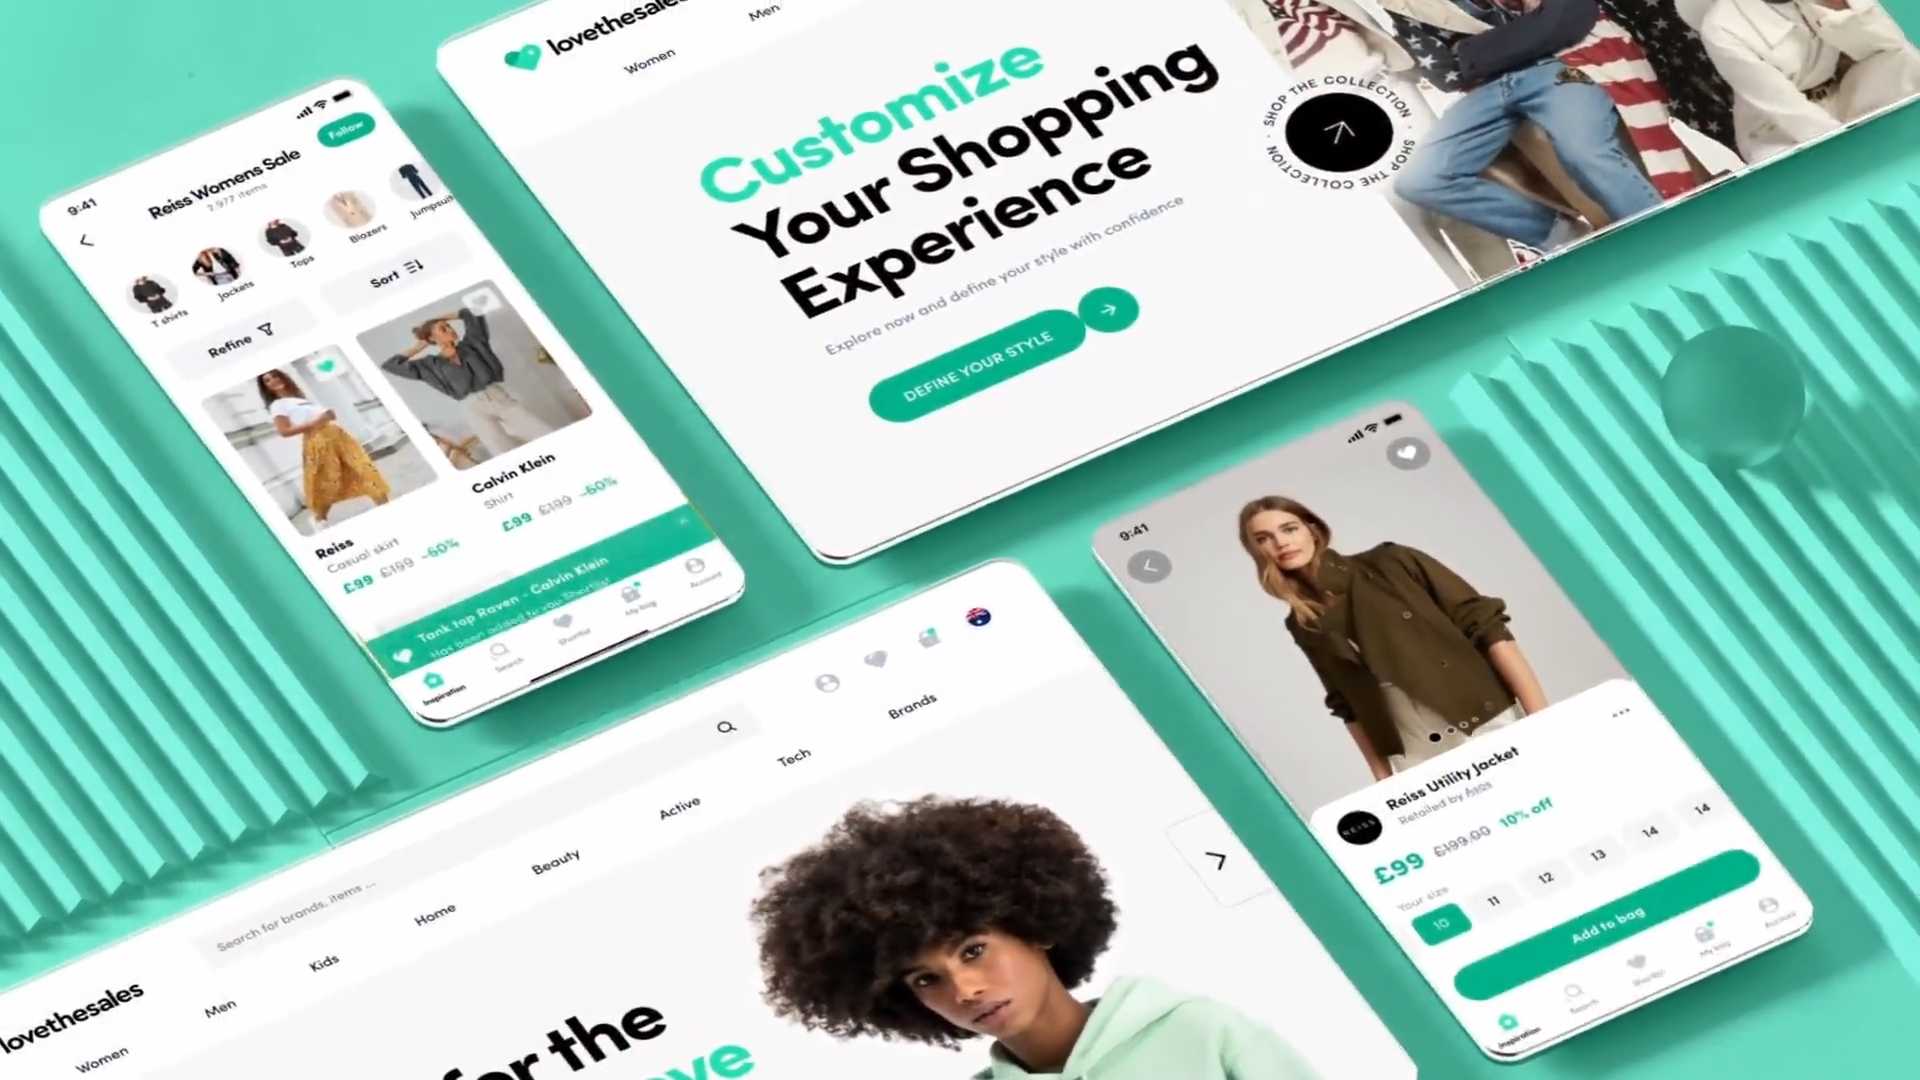 lovethesales
Women
Men
Customize
Your Shopping
Experience
Explore now and define your style with confidence
DEFINE YOUR STYLE
SHOP THE COLLECTION · SHOP THE COLLECTION ·
9:41
Follow
Reiss Womens Sale
7,977 items
T shirts
Jackets
Tops
Blazers
Jumpsuit
Refine
Sort
Reiss
Casual skirt
£99 £199 -60%
Calvin Klein
Shirt
£99 £199 -60%
Tank top Raven - Calvin Klein
Has been added to you Shortlist
Inspiration
Search
Shortlist
My bag
Account
lovethesales
Search for brands, items ...
Women
Men
Kids
Home
Beauty
Active
Tech
Brands
for the
9:41
REISS
Reiss Utility Jacket
Retailed by Asos
£99 £199.00 10% off
Your size
10
11
12
13
14
14
Add to bag
Inspiration
Search
Shortlist
My bag
Account